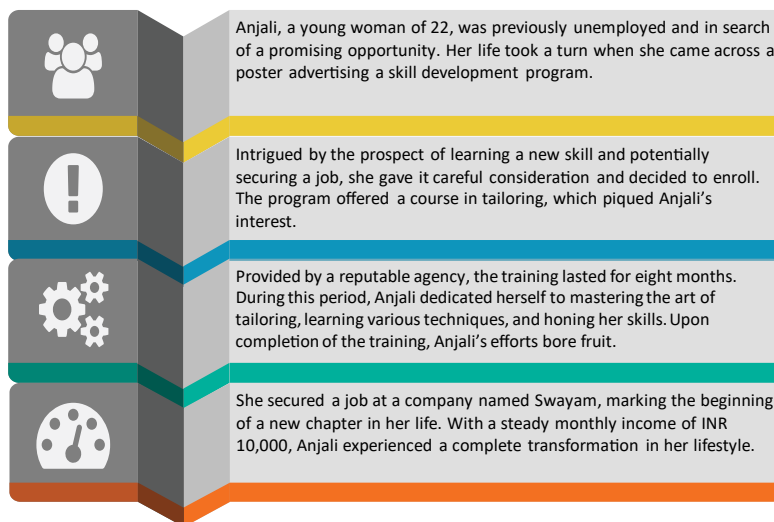 Anjali, a young woman of 22, was previously unemployed and in search
of a promising opportunity. Her life took a turn when she came across a
poster advertising a skill development program.
Intrigued by the prospect of learning a new skill and potentially
securing a job, she gave it careful consideration and decided to enroll.
The program offered a course in tailoring, which piqued Anjali’s
interest.
Provided by a reputable agency, the training lasted for eight months.
During this period, Anjali dedicated herself to mastering the art of
tailoring, learning various techniques, and honing her skills. Upon
completion of the training, Anjali’s efforts bore fruit.
She secured a job at a company named Swayam, marking the beginning
of a new chapter in her life. With a steady monthly income of INR
10,000, Anjali experienced a complete transformation in her lifestyle.